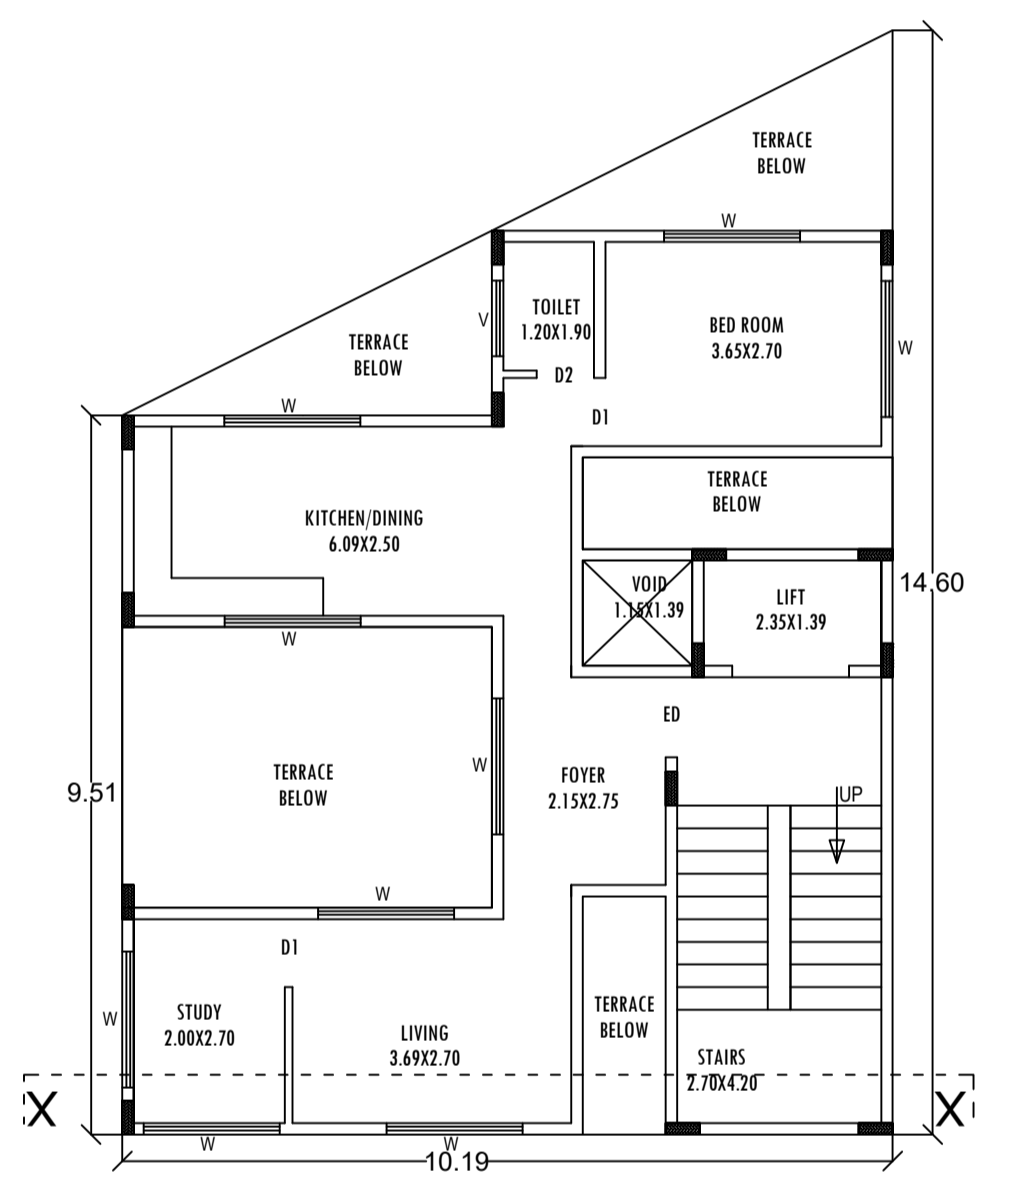 TERRACE
BELOW
W
TOILET
1.20X1.90
V
BED ROOM
3.65X2.70
W
TERRACE
BELOW
D2
W
D1
TERRACE
BELOW
KITCHEN/DINING
6.09X2.50
VOID
1.15X1.39
LIFT
2.35X1.39
14.60
W
ED
TERRACE
BELOW
W
FOYER
2.15X2.75
9.51
UP
W
D1
STUDY
2.00X2.70
W
LIVING
3.69X2.70
TERRACE
BELOW
STAIRS
2.70X4.20
X
X
W
W
10.19